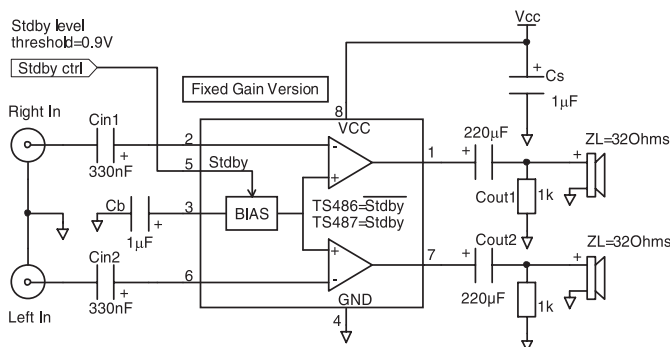 Stdby level
threshold=0.9V
Stdby ctrl
Vcc
+
Cs
1µF
Fixed Gain Version
8
VCC
Right In
Cin1
+
330nF
2
-
+
5
Stdby
1
220µF
+
Cout1
1k
ZL=32Ohms
+
Cb
+
1µF
3
BIAS
TS486=Stdby
TS487=Stdby
Cin2
+
330nF
6
+
-
7
Cout2
+
220µF
1k
ZL=32Ohms
+
GND
4
Left In